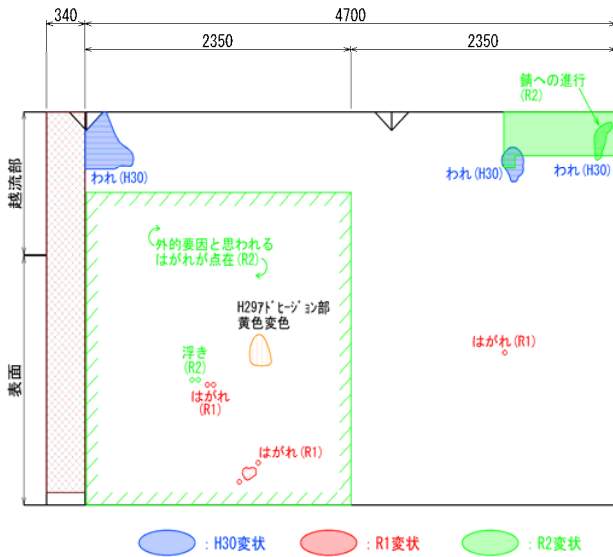 340
4700
2350
2350
錆への進行
(R2)
われ(H30)
われ(H30)
われ(H30)
越流部
外的要因と思われる
はがれが点在(R2)
H29ｱﾄﾞﾋｰｼﾞｮﾝ部
黄色変色
はがれ(R1)
浮き
(R2)
はがれ
(R1)
表面
はがれ(R1)
：H30変状
：R1変状
：R2変状